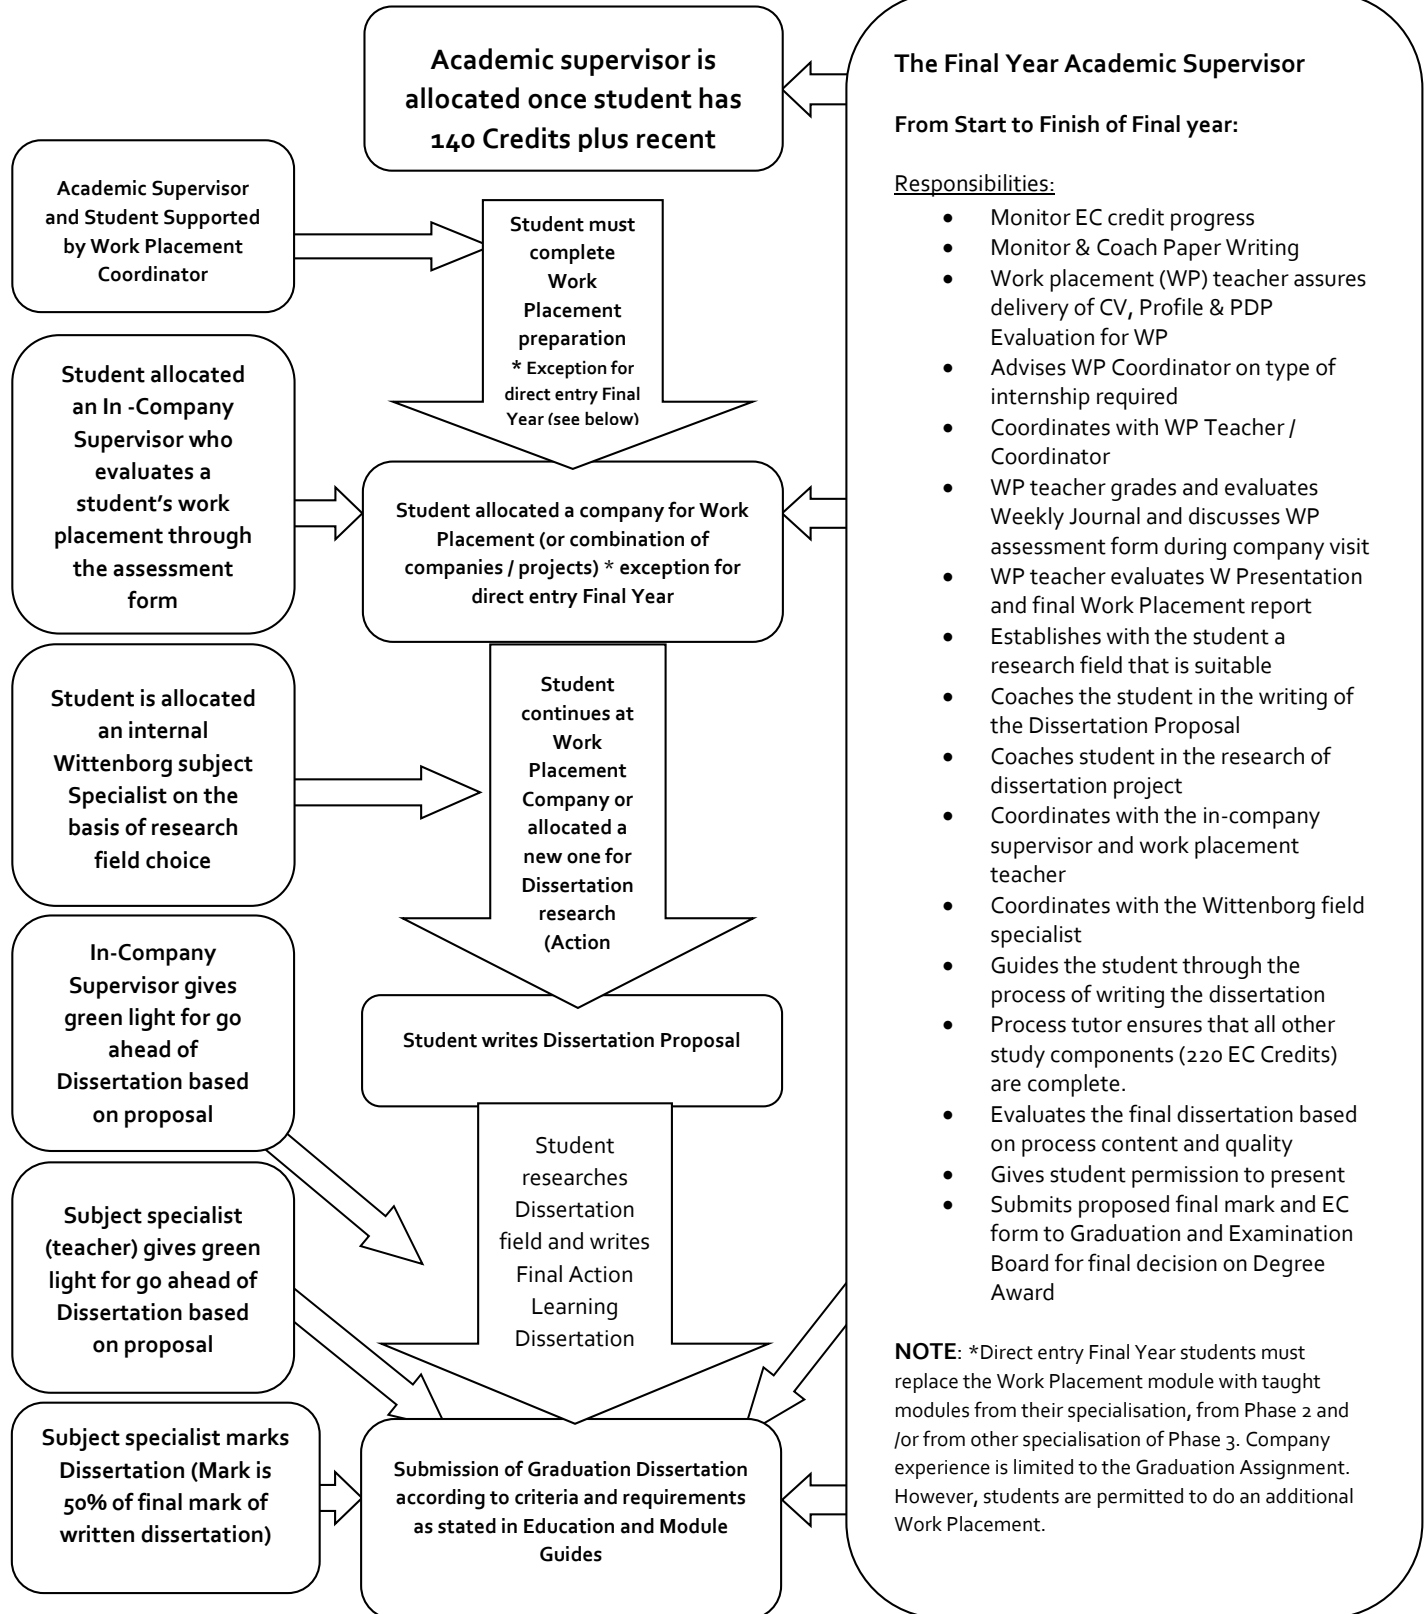 Academic supervisor is
allocated once student has
140 Credits plus recent
Academic Supervisor
and Student Supported
by Work Placement
Coordinator
Student must
complete
Work
Placement
preparation
* Exception for
direct entry Final
Year (see below)
Student allocated
an In -Company
Supervisor who
evaluates a
student’s work
placement through
the assessment
form
Student allocated a company for Work
Placement (or combination of
companies / projects) * exception for
direct entry Final Year
Student is allocated
an internal
Wittenborg subject
Specialist on the
basis of research
field choice
Student
continues at
Work
Placement
Company or
allocated a
new one for
Dissertation
research
(Action
In-Company
Supervisor gives
green light for go
ahead of
Dissertation based
on proposal
Student writes Dissertation Proposal
Subject specialist
(teacher) gives green
light for go ahead of
Dissertation based
on proposal
Student
researches
Dissertation
field and writes
Final Action
Learning
Dissertation
Subject specialist marks
Dissertation (Mark is
50% of final mark of
written dissertation)
Submission of Graduation Dissertation
according to criteria and requirements
as stated in Education and Module
Guides
The Final Year Academic Supervisor
From Start to Finish of Final year:
Responsibilities:
• Monitor EC credit progress
• Monitor & Coach Paper Writing
• Work placement (WP) teacher assures
delivery of CV, Profile & PDP
Evaluation for WP
• Advises WP Coordinator on type of
internship required
• Coordinates with WP Teacher /
Coordinator
• WP teacher grades and evaluates
Weekly Journal and discusses WP
assessment form during company visit
• WP teacher evaluates W Presentation
and final Work Placement report
• Establishes with the student a
research field that is suitable
• Coaches the student in the writing of
the Dissertation Proposal
• Coaches student in the research of
dissertation project
• Coordinates with the in-company
supervisor and work placement
teacher
• Coordinates with the Wittenborg field
specialist
• Guides the student through the
process of writing the dissertation
• Process tutor ensures that all other
study components (220 EC Credits)
are complete.
• Evaluates the final dissertation based
on process content and quality
• Gives student permission to present
• Submits proposed final mark and EC
form to Graduation and Examination
Board for final decision on Degree
Award
NOTE: *Direct entry Final Year students must
replace the Work Placement module with taught
modules from their specialisation, from Phase 2 and
/or from other specialisation of Phase 3. Company
experience is limited to the Graduation Assignment.
However, students are permitted to do an additional
Work Placement.